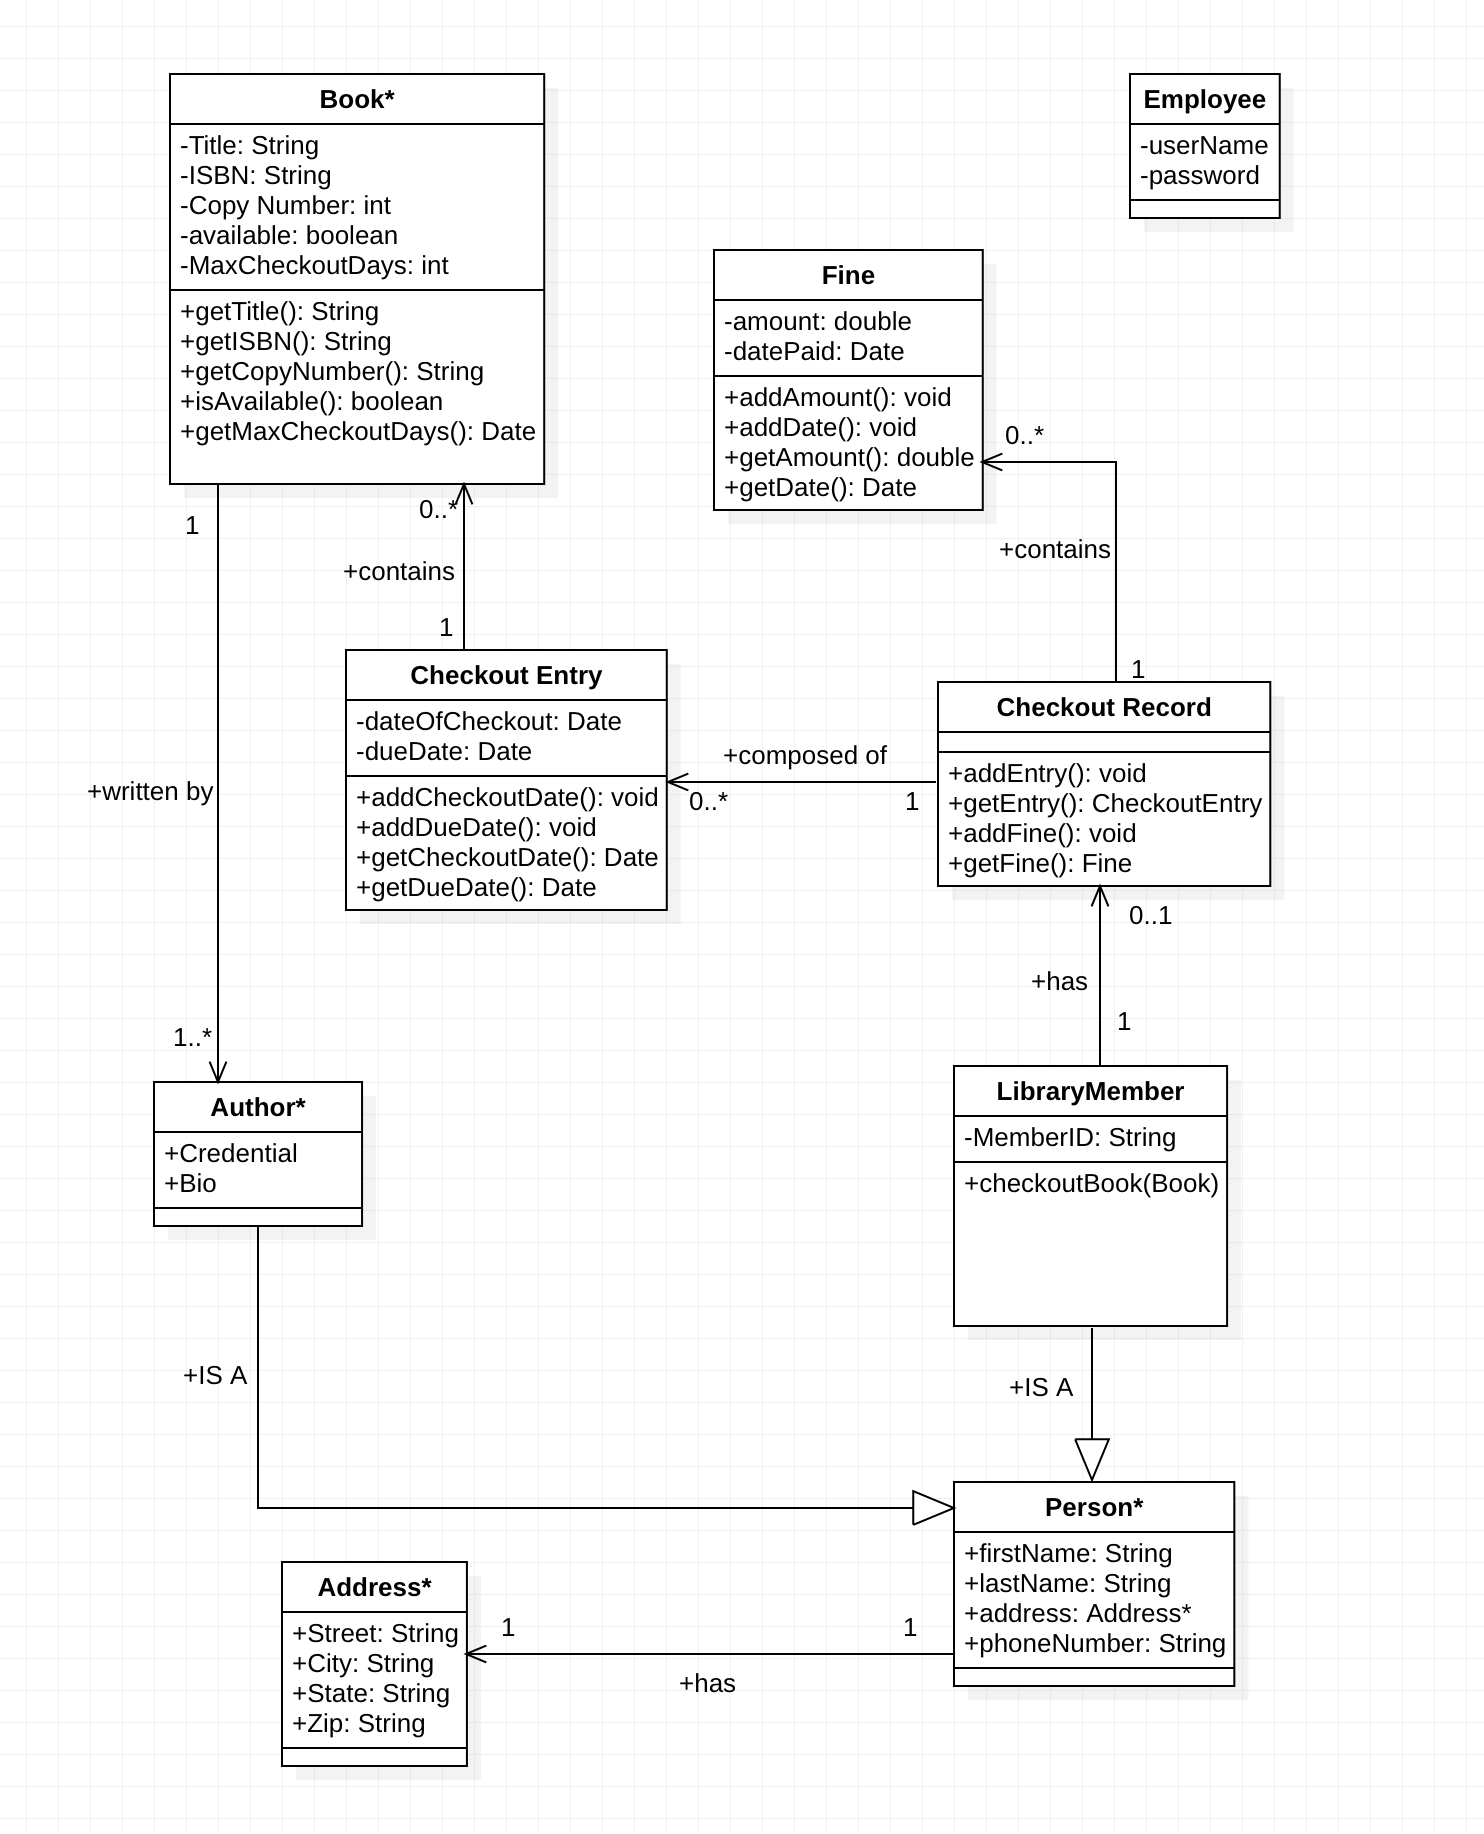 Book*
-Title: String
-ISBN: String
-Copy Number: int
-available: boolean
-MaxCheckoutDays: int
+getTitle(): String
+getISBN(): String
+getCopyNumber(): String
+isAvailable(): boolean
+getMaxCheckoutDays(): Date
Employee
-userName
-password
Fine
-amount: double
-datePaid: Date
+addAmount(): void
+addDate(): void
+getAmount(): double
+getDate(): Date
0..*
+contains
1
1
0..*
+contains
1
+written by
1..*
Checkout Entry
-dateOfCheckout: Date
-dueDate: Date
+addCheckoutDate(): void
+addDueDate(): void
+getCheckoutDate(): Date
+getDueDate(): Date
+composed of
0..*
1
Checkout Record
+addEntry(): void
+getEntry(): CheckoutEntry
+addFine(): void
+getFine(): Fine
0..1
+has
1
Author*
+Credential
+Bio
LibraryMember
-MemberID: String
+checkoutBook(Book)
+IS A
+IS A
Person*
+firstName: String
+lastName: String
+address: Address*
+phoneNumber: String
Address*
+Street: String
+City: String
+State: String
+Zip: String
1
1
+has